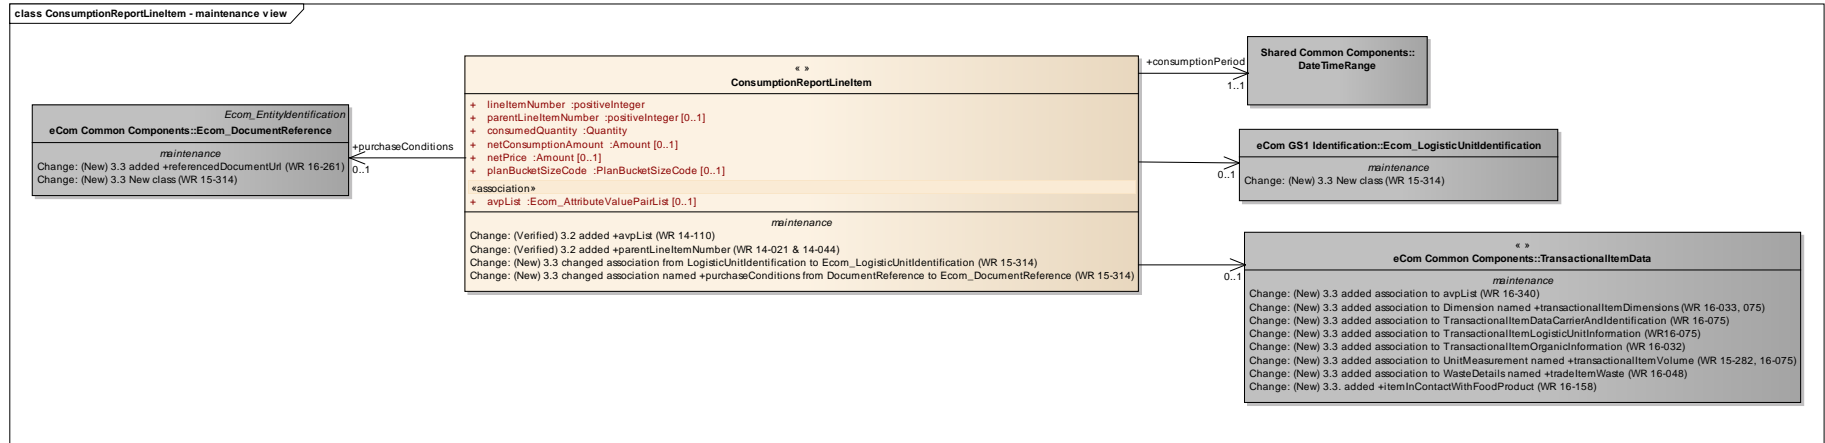 class ConsumptionReportLineItem - maintenance view
Ecom_EntityIdentification
eCom Common Components::Ecom_DocumentReference
maintenance
Change: (New) 3.3 added +referencedDocumentUrl (WR 16-261)
Change: (New) 3.3 New class (WR 15-314)
+purchaseConditions
0..1
« »
ConsumptionReportLineItem
+ lineItemNumber :positiveInteger
+ parentLineItemNumber :positiveInteger [0..1]
+ consumedQuantity :Quantity
+ netConsumptionAmount :Amount [0..1]
+ netPrice :Amount [0..1]
+ planBucketSizeCode :PlanBucketSizeCode [0..1]
«association»
+ avpList :Ecom_AttributeValuePairList [0..1]
maintenance
Change: (Verified) 3.2 added +avpList (WR 14-110)
Change: (Verified) 3.2 added +parentLineItemNumber (WR 14-021 & 14-044)
Change: (New) 3.3 changed association from LogisticUnitIdentification to Ecom_LogisticUnitIdentification (WR 15-314)
Change: (New) 3.3 changed association named +purchaseConditions from DocumentReference to Ecom_DocumentReference (WR 15-314)
+consumptionPeriod
1..1
Shared Common Components::
DateTimeRange
0..1
eCom GS1 Identification::Ecom_LogisticUnitIdentification
maintenance
Change: (New) 3.3 New class (WR 15-314)
0..1
« »
eCom Common Components::TransactionalItemData
maintenance
Change: (New) 3.3 added association to avpList (WR 16-340)
Change: (New) 3.3 added association to Dimension named +transactionalItemDimensions (WR 16-033, 075)
Change: (New) 3.3 added association to TransactionalItemDataCarrierAndIdentification (WR 16-075)
Change: (New) 3.3 added association to TransactionalItemLogisticUnitInformation (WR16-075)
Change: (New) 3.3 added association to TransactionalItemOrganicInformation (WR 16-032)
Change: (New) 3.3 added association to UnitMeasurement named +transactionalItemVolume (WR 15-282, 16-075)
Change: (New) 3.3 added association to WasteDetails named +tradeItemWaste (WR 16-048)
Change: (New) 3.3. added +itemInContactWithFoodProduct (WR 16-158)